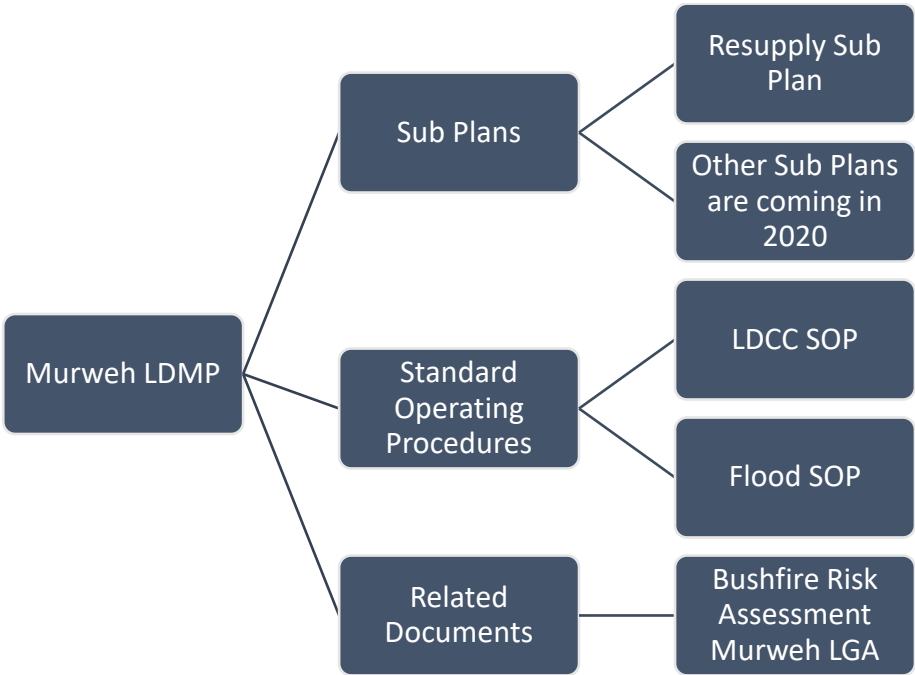 Murweh LDMP
Sub Plans
Resupply Sub
Plan
Other Sub Plans
are coming in
2020
Standard
Operating
Procedures
LDCC SOP
Flood SOP
Related
Documents
Bushfire Risk
Assessment
Murweh LGA